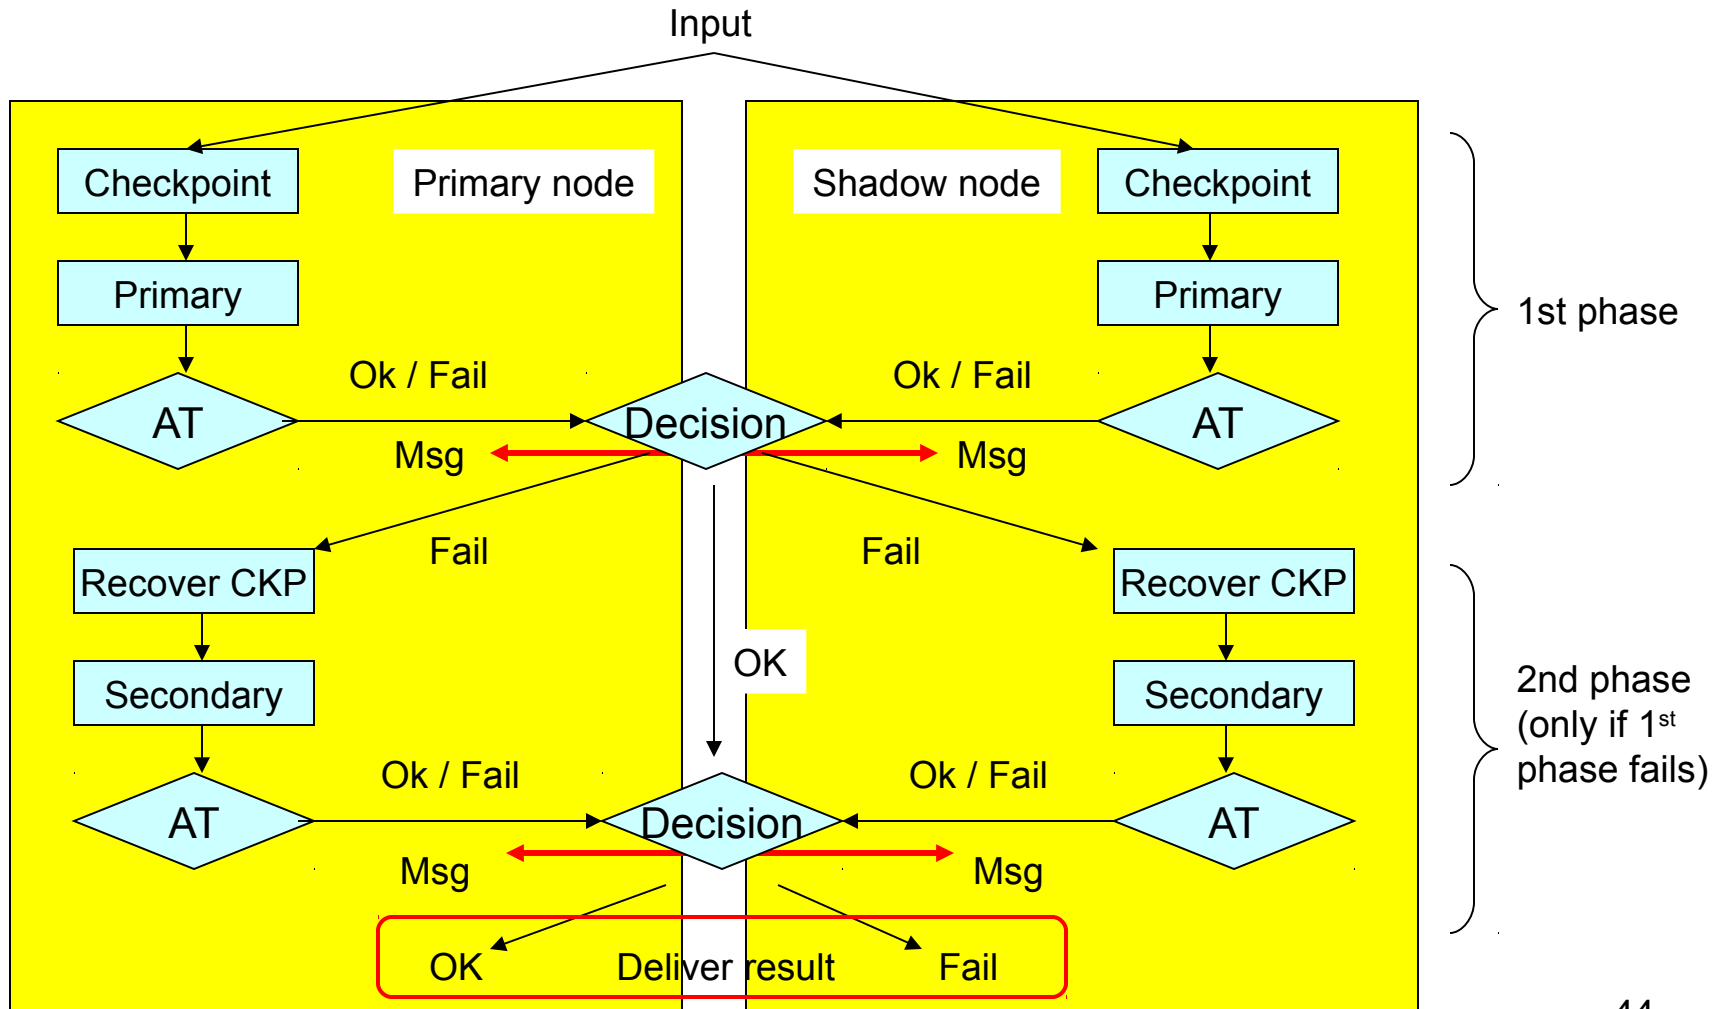 Input
Checkpoint
Primary node
Shadow node
Checkpoint
Primary
Primary
1st phase
Ok / Fail
Ok / Fail
AT
Decision
AT
Msg
Msg
Fail
Fail
Recover CKP
Recover CKP
OK
Secondary
Secondary
2nd phase
(only if 1st
phase fails)
Ok / Fail
Ok / Fail
AT
Decision
AT
Msg
Msg
OK
Deliver result
Fail
44